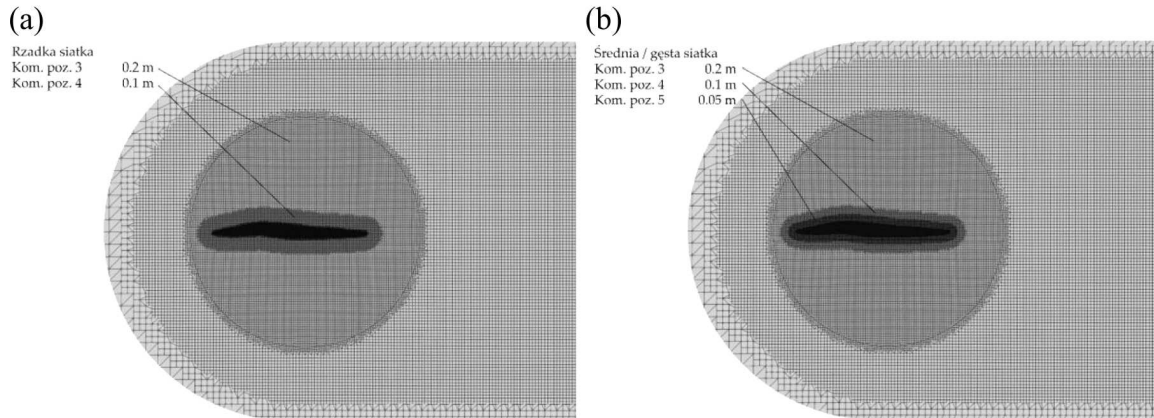 (a)
Rzadka siatka
Kom. poz. 3 0.2 m
Kom. poz. 4 0.1 m
(b)
Średnia / gęsta siatka
Kom. poz. 3 0.2 m
Kom. poz. 4 0.1 m
Kom. poz. 5 0.05 m